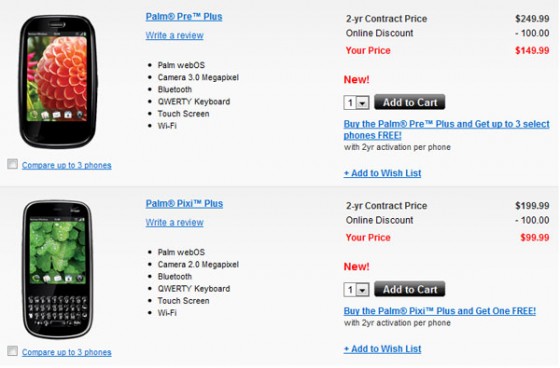 Palm® Pre™ Plus
Write a review
Palm webOS
Camera 3.0 Megapixel
Bluetooth
QWERTY Keyboard
Touch Screen
Wi-Fi
2-yr Contract Price $249.99
Online Discount - 100.00
Your Price $149.99
New!
1 Add to Cart
Buy the Palm® Pre™ Plus and Get up to 3 select
phones FREE!
with 2yr activation per phone
+ Add to Wish List
Compare up to 3 phones
Palm® Pixi™ Plus
Write a review
Palm webOS
Camera 2.0 Megapixel
Bluetooth
QWERTY Keyboard
Touch Screen
Wi-Fi
2-yr Contract Price $199.99
Online Discount - 100.00
Your Price $99.99
New!
1 Add to Cart
Buy the Palm® Pixi™ Plus and Get One FREE!
with 2yr activation per phone
+ Add to Wish List
Compare up to 3 phones